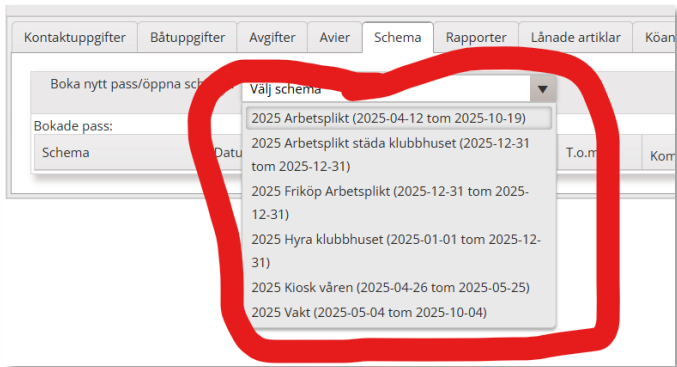 Kontaktuppgifter Båtuppgifter Avgifter Avier Schema Rapporter Lånade artiklar
Boka nytt pass/öppna Välj schema
2025 Arbetsplikt (2025-04-12 tom 2025-10-19)
Bokade pass:
2025 Arbetsplikt städa klubbhuset (2025-12-31
Schema T.o.m
tom 2025-12-31)
2025 Friköp Arbetsplikt (2025-12-31 tom 2025-
12-31)
2025 Hyra klubbhuset (2025-01-01 tom 2025-12-
31)
2025 Kiosk våren (2025-04-26 tom 2025-05-25)
2025 Vakt (2025-05-04 tom 2025-10-04)